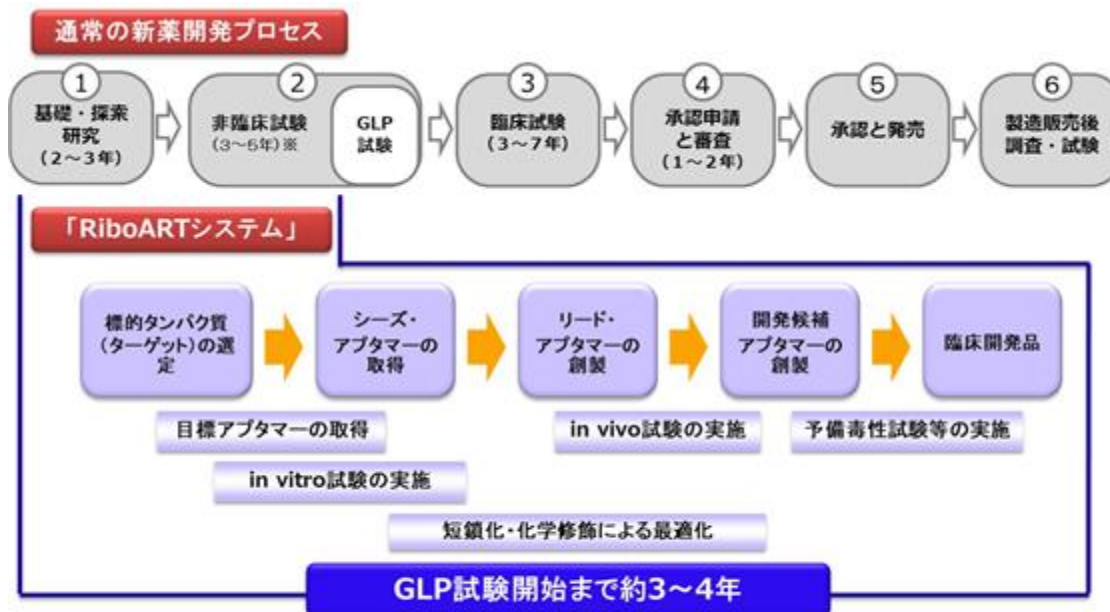 通常の新薬開発プロセス
1
基礎・探索
研究
(2～3年)
2
非臨床試験
(3～5年)※
GLP
試験
3
臨床試験
(3～7年)
4
承認申請
と審査
(1～2年)
5
承認と発売
6
製造販売後
調査・試験
「RiboARTシステム」
標的タンパク質
(ターゲット)の選
定
シーズ・
アプタマーの
取得
リード・
アプタマーの
創製
開発候補
アプタマーの
創製
臨床開発品
目標アプタマーの取得
in vivo試験の実施
予備毒性試験等の実施
in vitro試験の実施
短鎖化・化学修飾による最適化
GLP試験開始まで約3～4年